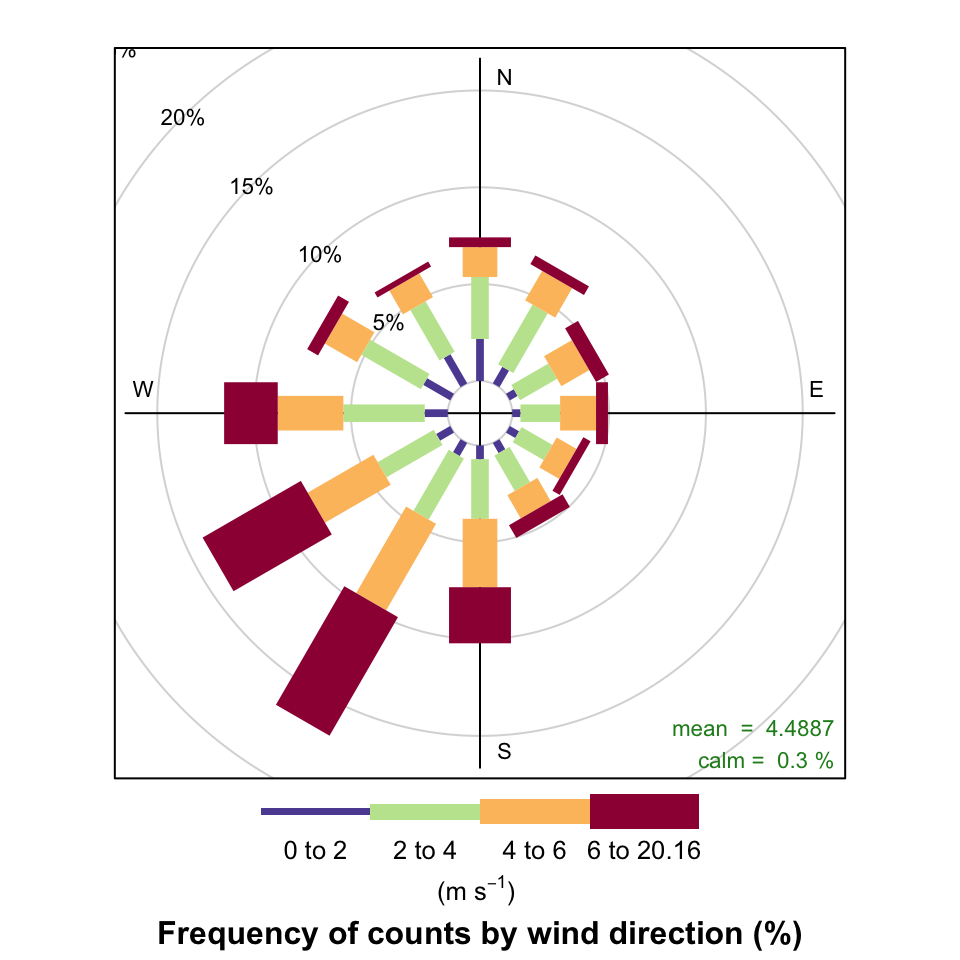 %
N
20%
15%
10%
5%
W
E
S
mean = 4.4887
calm = 0.3 %
0 to 2 2 to 4 4 to 6 6 to 20.16
(m s⁻¹)
Frequency of counts by wind direction (%)